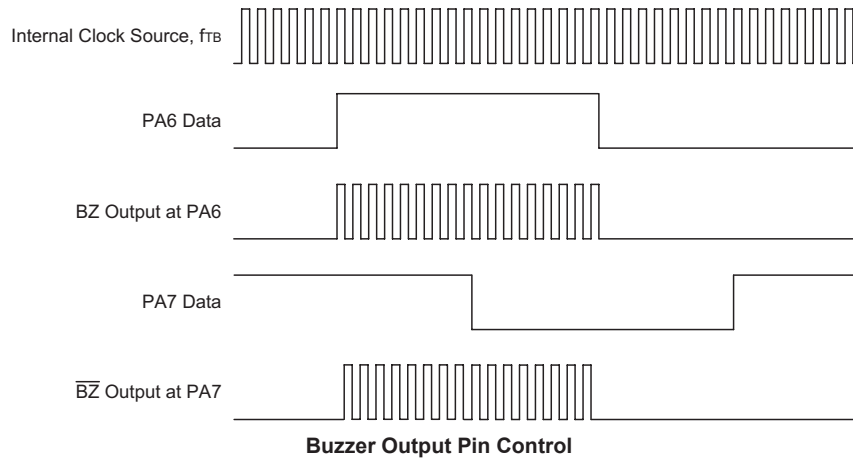 Internal Clock Source, fTB
PA6 Data
BZ Output at PA6
PA7 Data
B̅Z̅ Output at PA7
Buzzer Output Pin Control